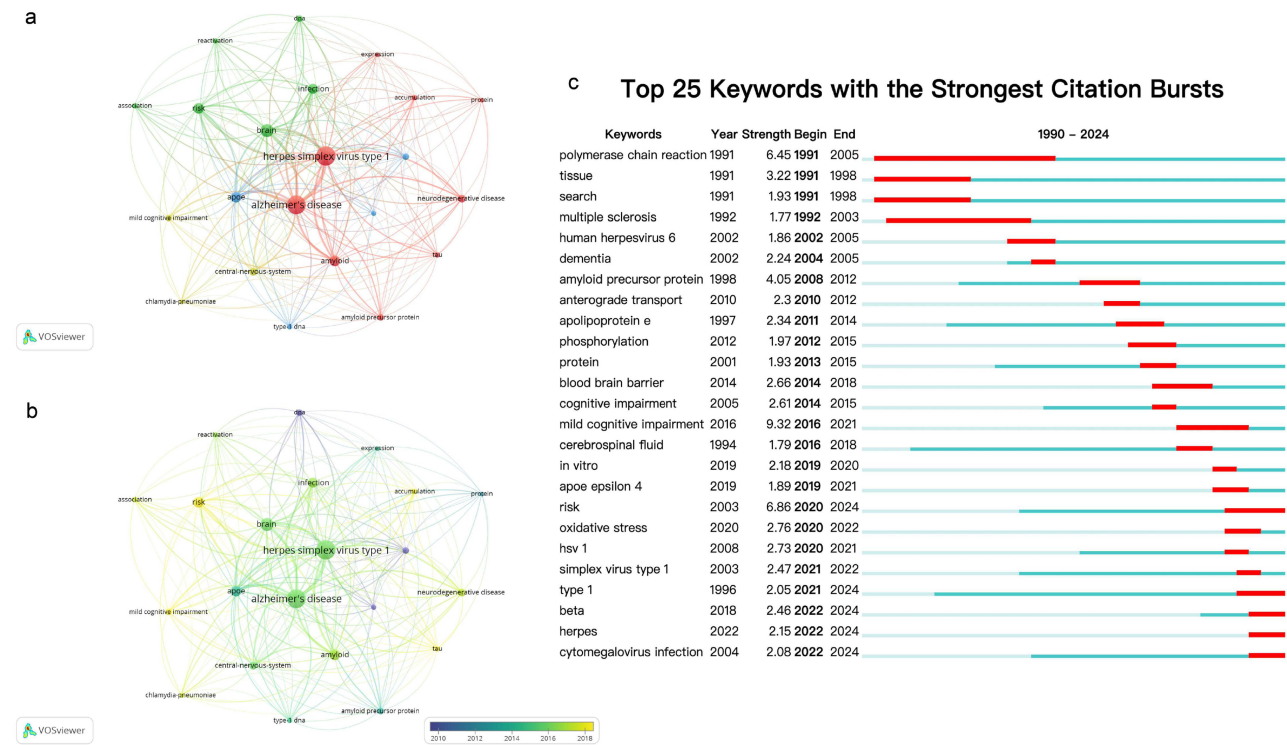 a
dna
reactivation
expression
infection
association
risk
accumulation
protein
brain
herpes simplex virus type 1
apoe
alzheimer's disease
neurodegenerative disease
mild cognitive impairment
tau
central-nervous-system
amyloid
chlamydia-pneumoniae
amyloid precursor protein
type-1 dna
VOSviewer
b
dna
reactivation
expression
infection
association
risk
accumulation
protein
brain
herpes simplex virus type 1
apoe
alzheimer's disease
neurodegenerative disease
mild cognitive impairment
tau
central-nervous-system
amyloid
chlamydia-pneumoniae
amyloid precursor protein
type-1 dna
VOSviewer
2010 2012 2014 2016 2018
c
Top 25 Keywords with the Strongest Citation Bursts
Keywords Year Strength Begin End 1990 - 2024
polymerase chain reaction 1991 6.45 1991 2005
tissue 1991 3.22 1991 1998
search 1991 1.93 1991 1998
multiple sclerosis 1992 1.77 1992 2003
human herpesvirus 6 2002 1.86 2002 2005
dementia 2002 2.24 2004 2005
amyloid precursor protein 1998 4.05 2008 2012
anterograde transport 2010 2.3 2010 2012
apolipoprotein e 1997 2.34 2011 2014
phosphorylation 2012 1.97 2012 2015
protein 2001 1.93 2013 2015
blood brain barrier 2014 2.66 2014 2018
cognitive impairment 2005 2.61 2014 2015
mild cognitive impairment 2016 9.32 2016 2021
cerebrospinal fluid 1994 1.79 2016 2018
in vitro 2019 2.18 2019 2020
apoe epsilon 4 2019 1.89 2019 2021
risk 2003 6.86 2020 2024
oxidative stress 2020 2.76 2020 2022
hsv 1 2008 2.73 2020 2021
simplex virus type 1 2003 2.47 2021 2022
type 1 1996 2.05 2021 2024
beta 2018 2.46 2022 2024
herpes 2022 2.15 2022 2024
cytomegalovirus infection 2004 2.08 2022 2024